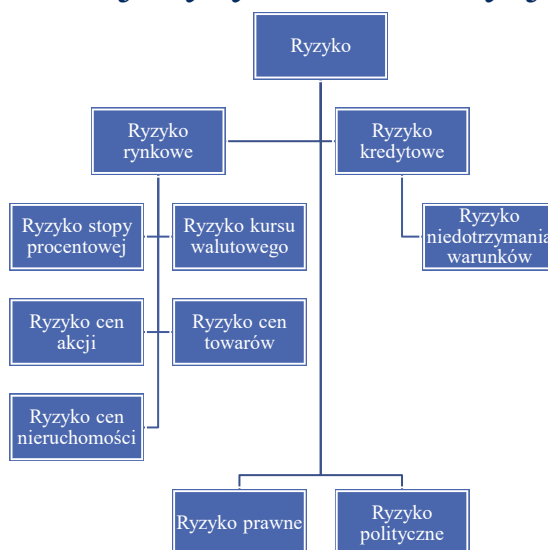 Ryzyko
Ryzyko
rynkowe
Ryzyko
kredytowe
Ryzyko stopy
procentowej
Ryzyko kursu
walutowego
Ryzyko
niedotrzymania
warunków
Ryzyko cen
akcji
Ryzyko cen
towarów
Ryzyko cen
nieruchomości
Ryzyko prawne
Ryzyko
polityczne